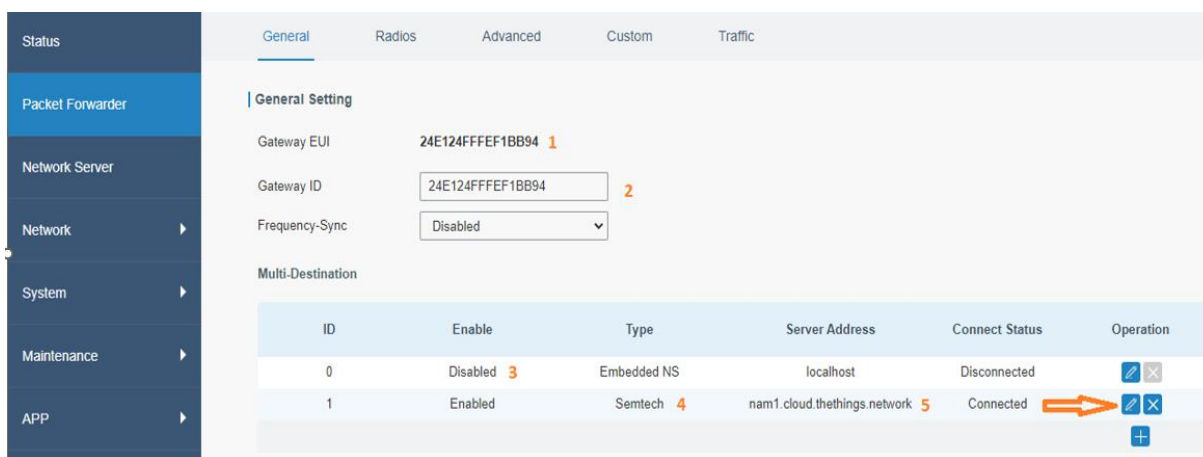 Status
Packet Forwarder
Network Server
Network
System
Maintenance
APP
General Radios Advanced Custom Traffic
General Setting
Gateway EUI 24E124FFFEF1BB94 1
Gateway ID 24E124FFFEF1BB94 2
Frequency-Sync Disabled
Multi-Destination
ID Enable Type Server Address Connect Status Operation
0 Disabled 3 Embedded NS localhost Disconnected
1 Enabled Semtech 4 nam1.cloud.thethings.network 5 Connected